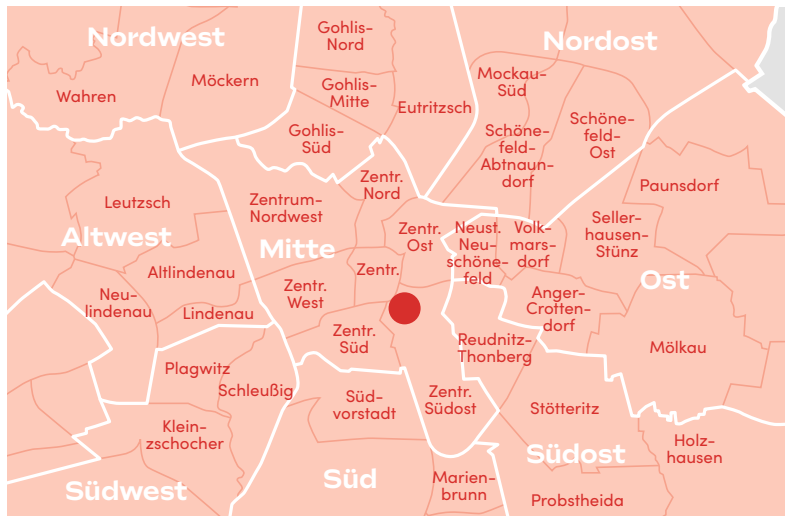 Gohlis-
Nord
Nordwest
Nordost
Mockau-
Süd
Möckern
Gohlis-
Mitte
Wahren
Eutritzsch
Schöne-
feld-
Ost
Gohlis-
Süd
Schöne-
feld-
Abtnaun-
dorf
Zentr.
Nord
Paunsdorf
Leutzsch
Zentrum-
Nordwest
Seller-
hausen-
Stünz
Zentr.
Ost
Neust.
Neu-
schöne-
feld
Volk-
mars-
dorf
Altwest
Mitte
Altlindenau
Zentr.
Ost
Zentr.
West
Neu-
lindenau
Anger-
Crotten-
dorf
Lindenau
Zentr.
Süd
Reudnitz-
Thonberg
Mölkau
Plagwitz
Schleußig
Süd-
vorstadt
Zentr.
Südost
Stötteritz
Klein-
zschocher
Holz-
hausen
Südost
Süd
Südwest
Marien-
brunn
Probstheida